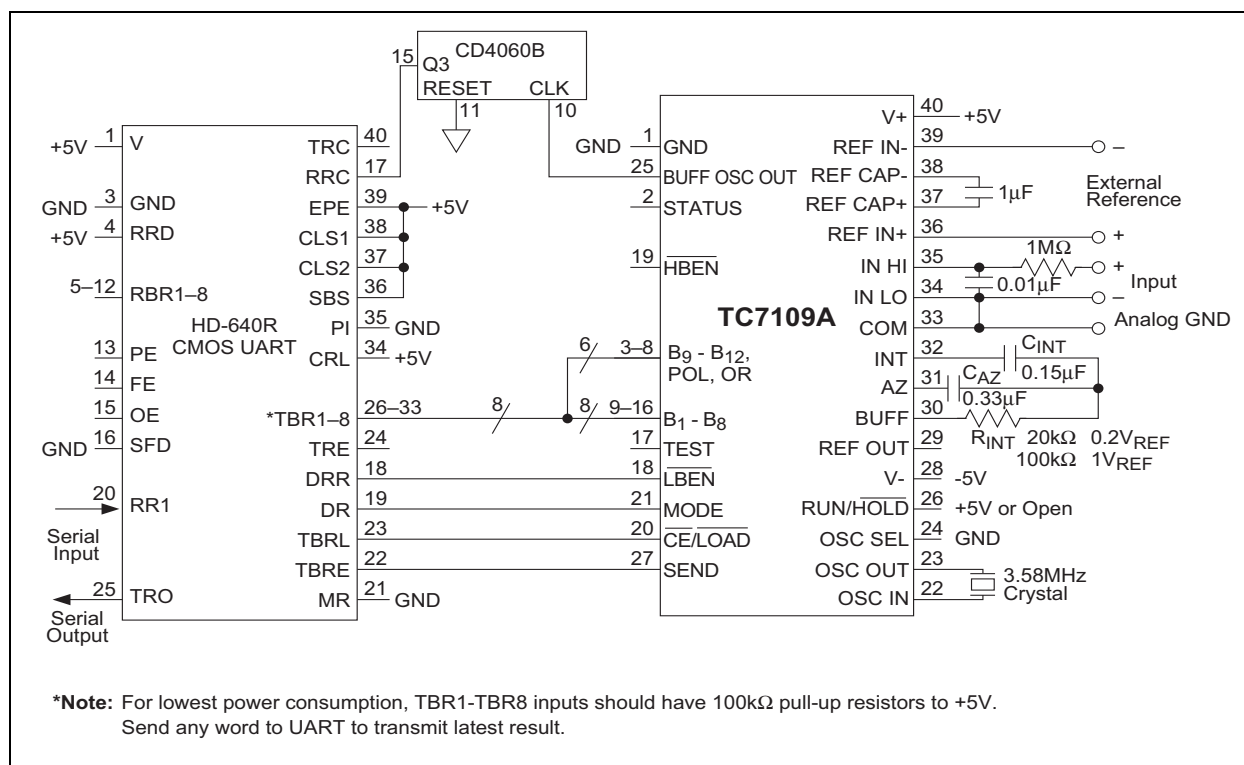 CD4060B
15 Q3
RESET CLK
11 10
HD-640R
CMOS UART
+5V 1 V
GND 3 GND
+5V 4 RRD
5–12 RBR1–8
13 PE
14 FE
15 OE
GND 16 SFD
20 RR1
Serial
Input
25 TRO
Serial
Output
TRC 40
RRC 17
EPE 39 +5V
CLS1 38
CLS2 37
SBS 36
PI 35 GND
CRL 34 +5V
*TBR1–8 26–33 8
6
8
TRE 24
DRR 18
DR 19
TBRL 23
TBRE 22
MR 21 GND
TC7109A
GND 1 GND
25 BUFF OSC OUT
2 STATUS
19 HBEN
3–8 B9 - B12,
POL, OR
9–16 B1 - B8
17 TEST
18 LBEN
21 MODE
20 CE/LOAD
27 SEND
V+ 40 +5V
REF IN- 39 –
REF CAP- 38
1µF
External
Reference
REF CAP+ 37
REF IN+ 36 +
IN HI 35 1MΩ +
0.01µF
Input
IN LO 34 –
COM 33 Analog GND
INT 32 CINT
0.15µF
AZ 31 CAZ
0.33µF
BUFF 30
RINT 20kΩ 0.2VREF
100kΩ 1VREF
REF OUT 29
V- 28 -5V
RUN/HOLD 26 +5V or Open
OSC SEL 24 GND
OSC OUT 23
3.58MHz
Crystal
OSC IN 22
*Note: For lowest power consumption, TBR1-TBR8 inputs should have 100kΩ pull-up resistors to +5V.
Send any word to UART to transmit latest result.